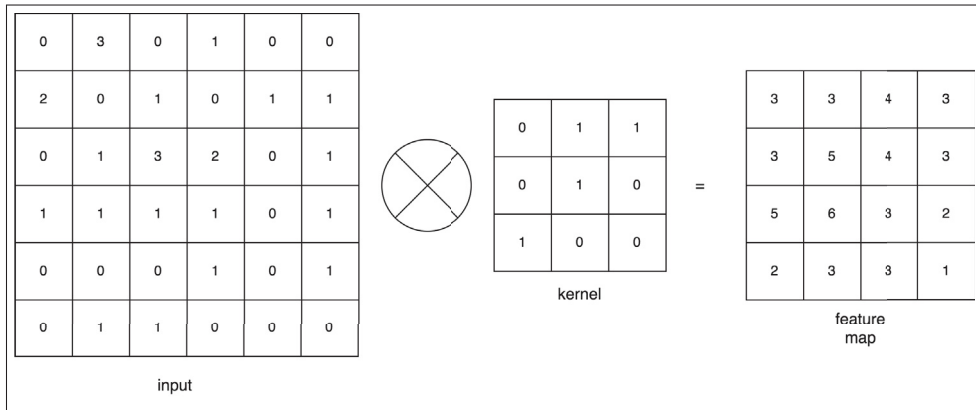 0 3 0 1 0 0
2 0 1 0 1 1
0 1 3 2 0 1
1 1 1 1 0 1
0 0 0 1 0 1
0 1 1 0 0 0
input
0 1 1
0 1 0
1 0 0
kernel
=
3 3 4 3
3 5 4 3
5 6 3 2
2 3 3 1
feature
map